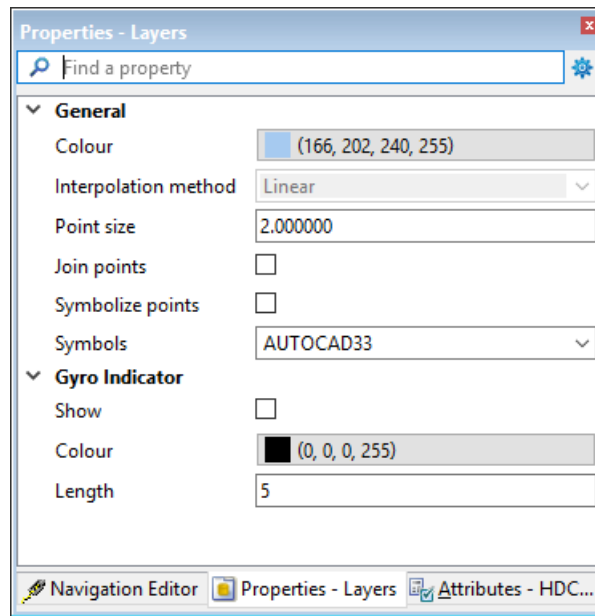 Properties - Layers
Find a property
General
Colour (166, 202, 240, 255)
Interpolation method Linear
Point size 2.000000
Join points
Symbolize points
Symbols AUTOCAD33
Gyro Indicator
Show
Colour (0, 0, 0, 255)
Length 5
Navigation Editor Properties - Layers Attributes - HDC...